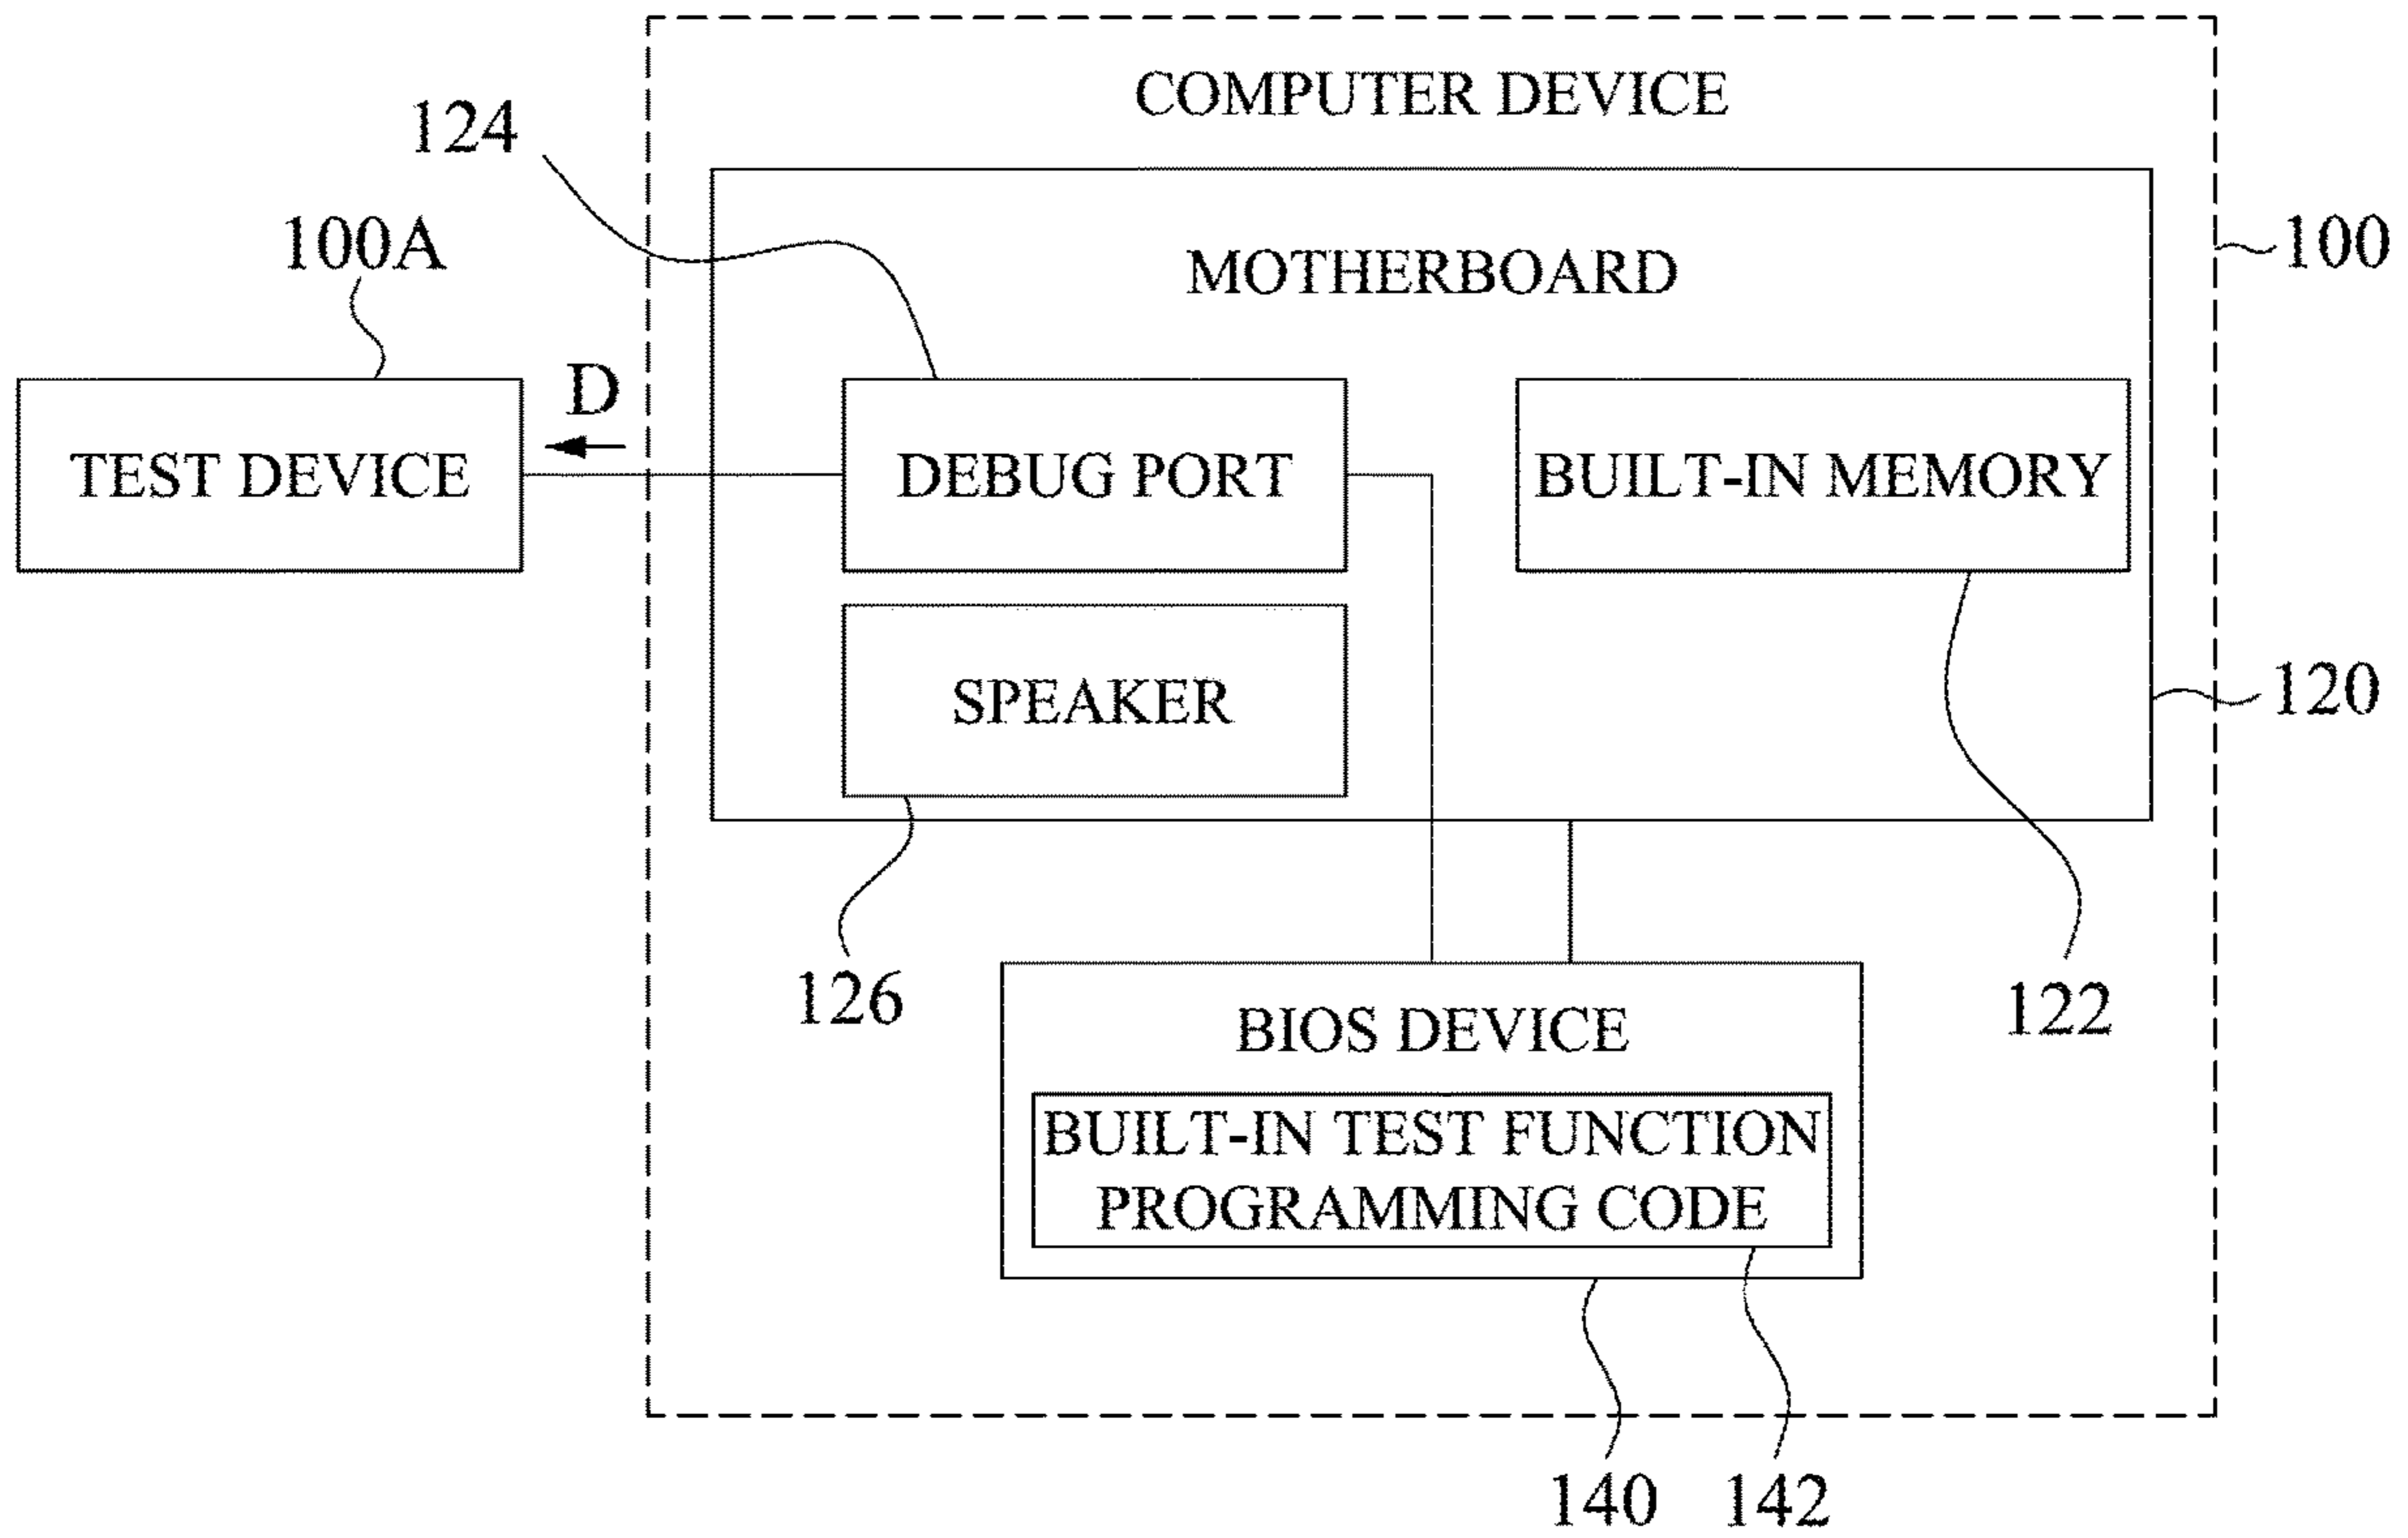 COMPUTER DEVICE
124
100A
MOTHERBOARD
100
D
TEST DEVICE
DEBUG PORT
BUILT-IN MEMORY
SPEAKER
120
126
122
BIOS DEVICE
BUILT-IN TEST FUNCTION
PROGRAMMING CODE
140
142